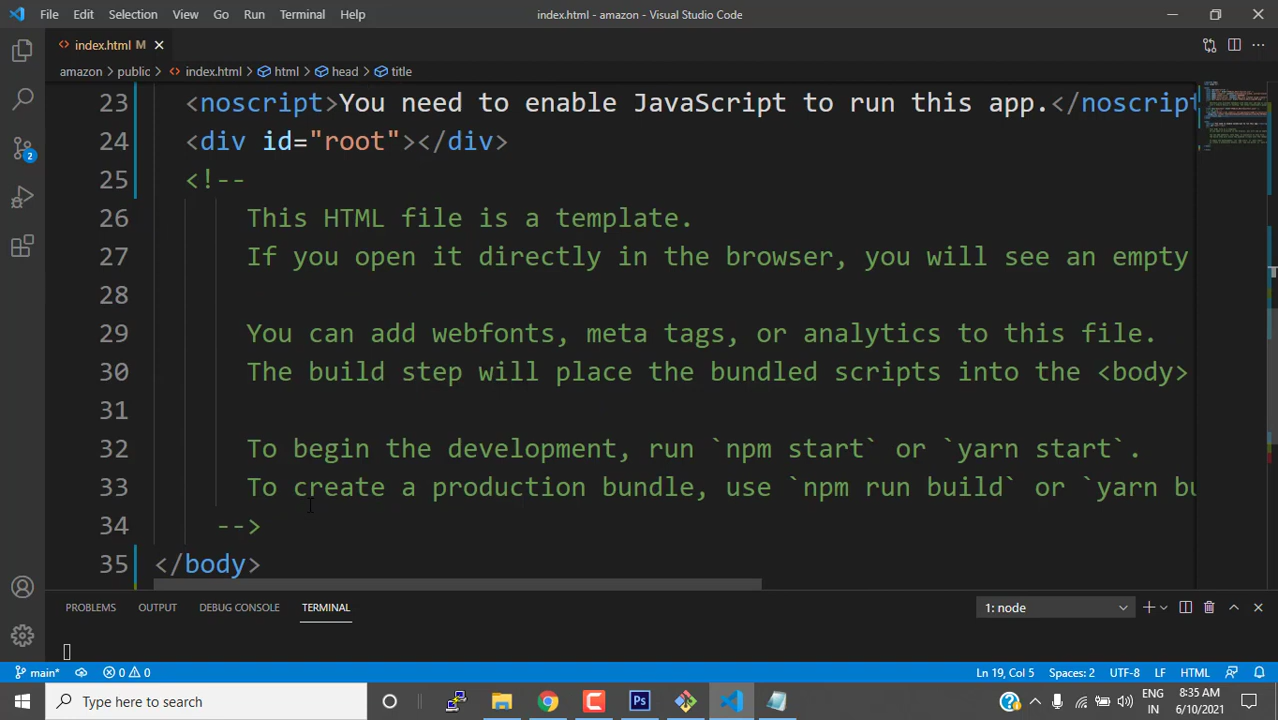 File Edit Selection View Go Run Terminal Help index.html - amazon - Visual Studio Code
index.html M
amazon > public > index.html > html > head > title
23 <noscript>You need to enable JavaScript to run this app.</noscript
24 <div id="root"></div>
25 <!--
26 This HTML file is a template.
27 If you open it directly in the browser, you will see an empty
28
29 You can add webfonts, meta tags, or analytics to this file.
30 The build step will place the bundled scripts into the <body>
31
32 To begin the development, run `npm start` or `yarn start`.
33 To create a production bundle, use `npm run build` or `yarn bu
34 -->
35 </body>
2
PROBLEMS OUTPUT DEBUG CONSOLE TERMINAL 1: node
main* 0 0 Ln 19, Col 5 Spaces: 2 UTF-8 LF HTML
Type here to search
Ps
ENG
IN
8:35 AM
6/10/2021